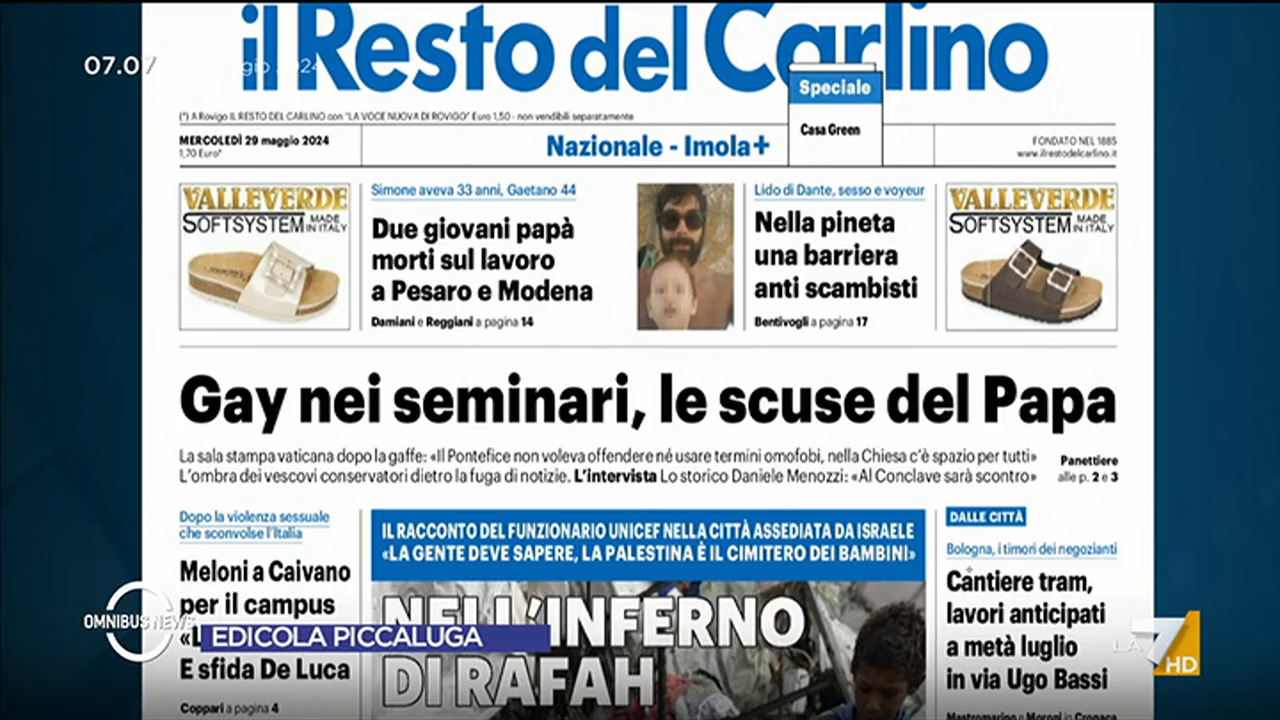 il Resto del Carlino
07.07
Speciale
(*) A Rovigo IL RESTO DEL CARLINO con "LA VOCE NUOVA DI ROVIGO" Euro 1,50 - non vendibili separatamente
Casa Green
MERCOLEDÌ 29 maggio 2024
1,70 Euro*
Nazionale - Imola+
FONDATO NEL 1885
www.ilrestodelcarlino.it
VALLEVERDE
SOFTSYSTEM MADE IN ITALY
Simone aveva 33 anni, Gaetano 44
Due giovani papà
morti sul lavoro
a Pesaro e Modena
Damiani e Reggiani a pagina 14
Lido di Dante, sesso e voyeur
Nella pineta
una barriera
anti scambisti
Bentivogli a pagina 17
VALLEVERDE
SOFTSYSTEM MADE IN ITALY
Gay nei seminari, le scuse del Papa
La sala stampa vaticana dopo la gaffe: «Il Pontefice non voleva offendere né usare termini omofobi, nella Chiesa c'è spazio per tutti»
L'ombra dei vescovi conservatori dietro la fuga di notizie. L'intervista Lo storico Daniele Menozzi: «Al Conclave sarà scontro»
Panettiere
alle p. 2 e 3
Dopo la violenza sessuale
che sconvolse l'Italia
Meloni a Caivano
per il campus
E sfida De Luca
Coppari a pagina 4
IL RACCONTO DEL FUNZIONARIO UNICEF NELLA CITTÀ ASSEDIATA DA ISRAELE
«LA GENTE DEVE SAPERE, LA PALESTINA È IL CIMITERO DEI BAMBINI»
NELL'INFERNO
DI RAFAH
DALLE CITTÀ
Bologna, i timori dei negozianti
Cantiere tram,
lavori anticipati
a metà luglio
in via Ugo Bassi
Mastromarino e Moroni in Cronaca
OMNIBUS NEWS
EDICOLA PICCALUGA
LA 7 HD